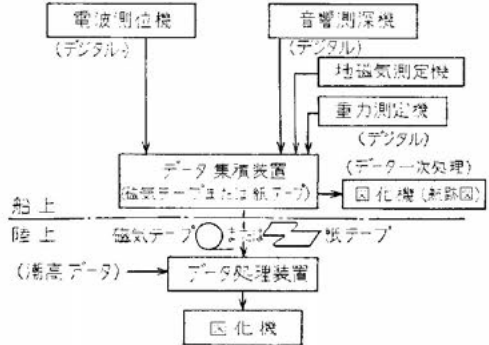 電波測位機
(デジタル)
音響測深機
(デジタル)
地磁気測定機
重力測定機
(デジタル)
データ集積装置
(磁気テープまたは紙テープ)
(データ一次処理)
図化機(航跡図)
船上
陸上
磁気テープ または 紙テープ
(潮高データ)
データ処理装置
図化機